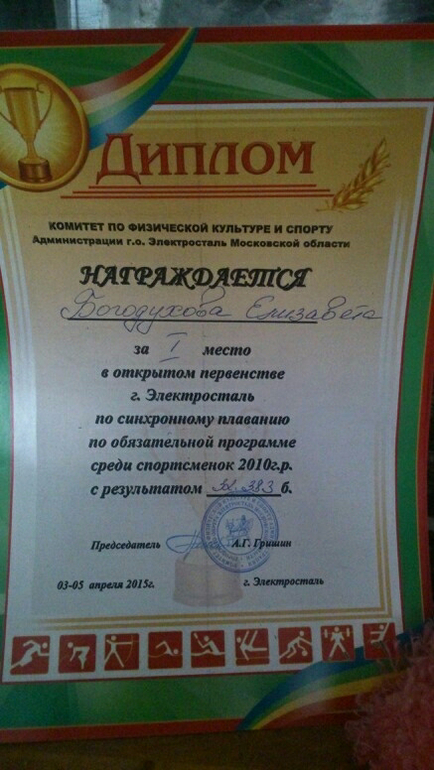 Диплом
КОМИТЕТ ПО ФИЗИЧЕСКОЙ КУЛЬТУРЕ И СПОРТУ
Администрации г.о. Электросталь Московской области
НАГРАЖДАЕТСЯ
Богодухова Елизавета
за I место
в открытом первенстве
г. Электросталь
по синхронному плаванию
по обязательной программе
среди спортсменок 2010г.р.
с результатом б.
Председатель А.Г. Гришин
03-05 апреля 2015г. г. Электросталь